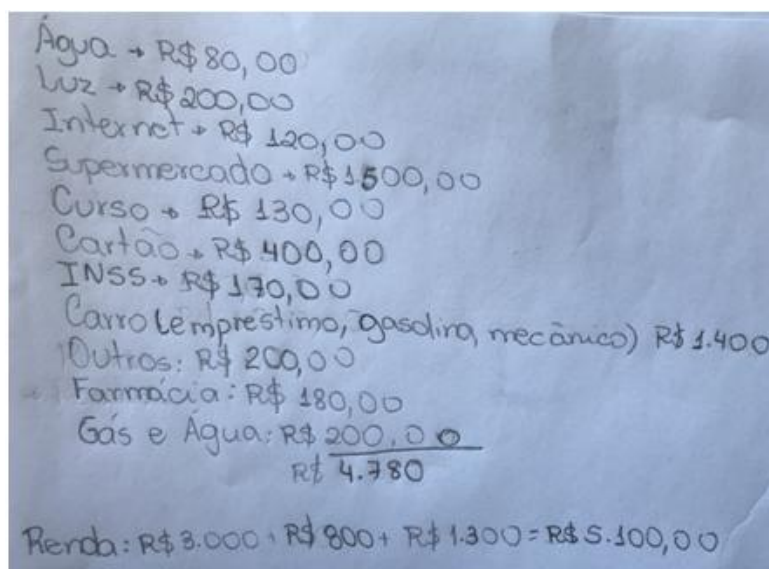 Água → R$ 80,00
Luz → R$ 200,00
Internet → R$ 120,00
Supermercado → R$ 1500,00
Curso → R$ 130,00
Cartão → R$ 400,00
INSS → R$ 170,00
Carro (empréstimo, gasolina, mecânico) R$ 1.400
Outros: R$ 200,00
Farmácia: R$ 180,00
Gás e Água: R$ 200,00
R$ 4.780
Renda: R$ 3.000 + R$ 800 + R$ 1.300 = R$ 5.100,00